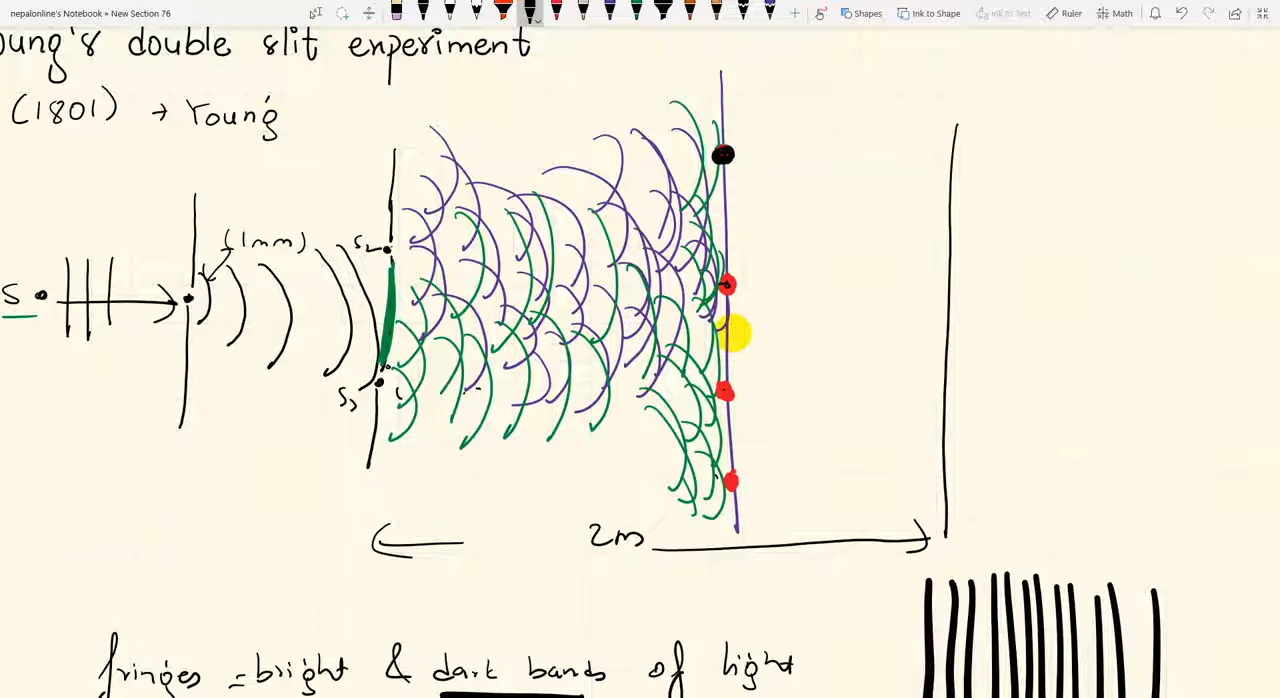 nepalonline's Notebook » New Section 76
Shapes Ink to Shape Ink to Text Ruler Math
oung's double slit experiment
(1801) → Young
(1mm)
S₂
S
S₁
2m
fringes = bright & dark bands of light